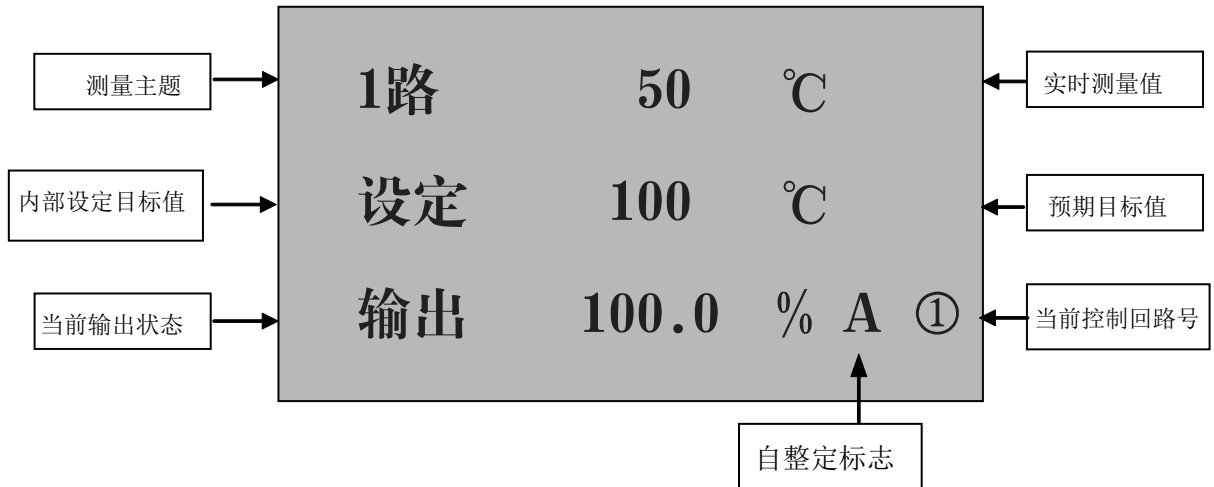 测量主题
1路 50 ℃
实时测量值
内部设定目标值
设定 100 ℃
预期目标值
当前输出状态
输出 100.0 % A ①
当前控制回路号
自整定标志